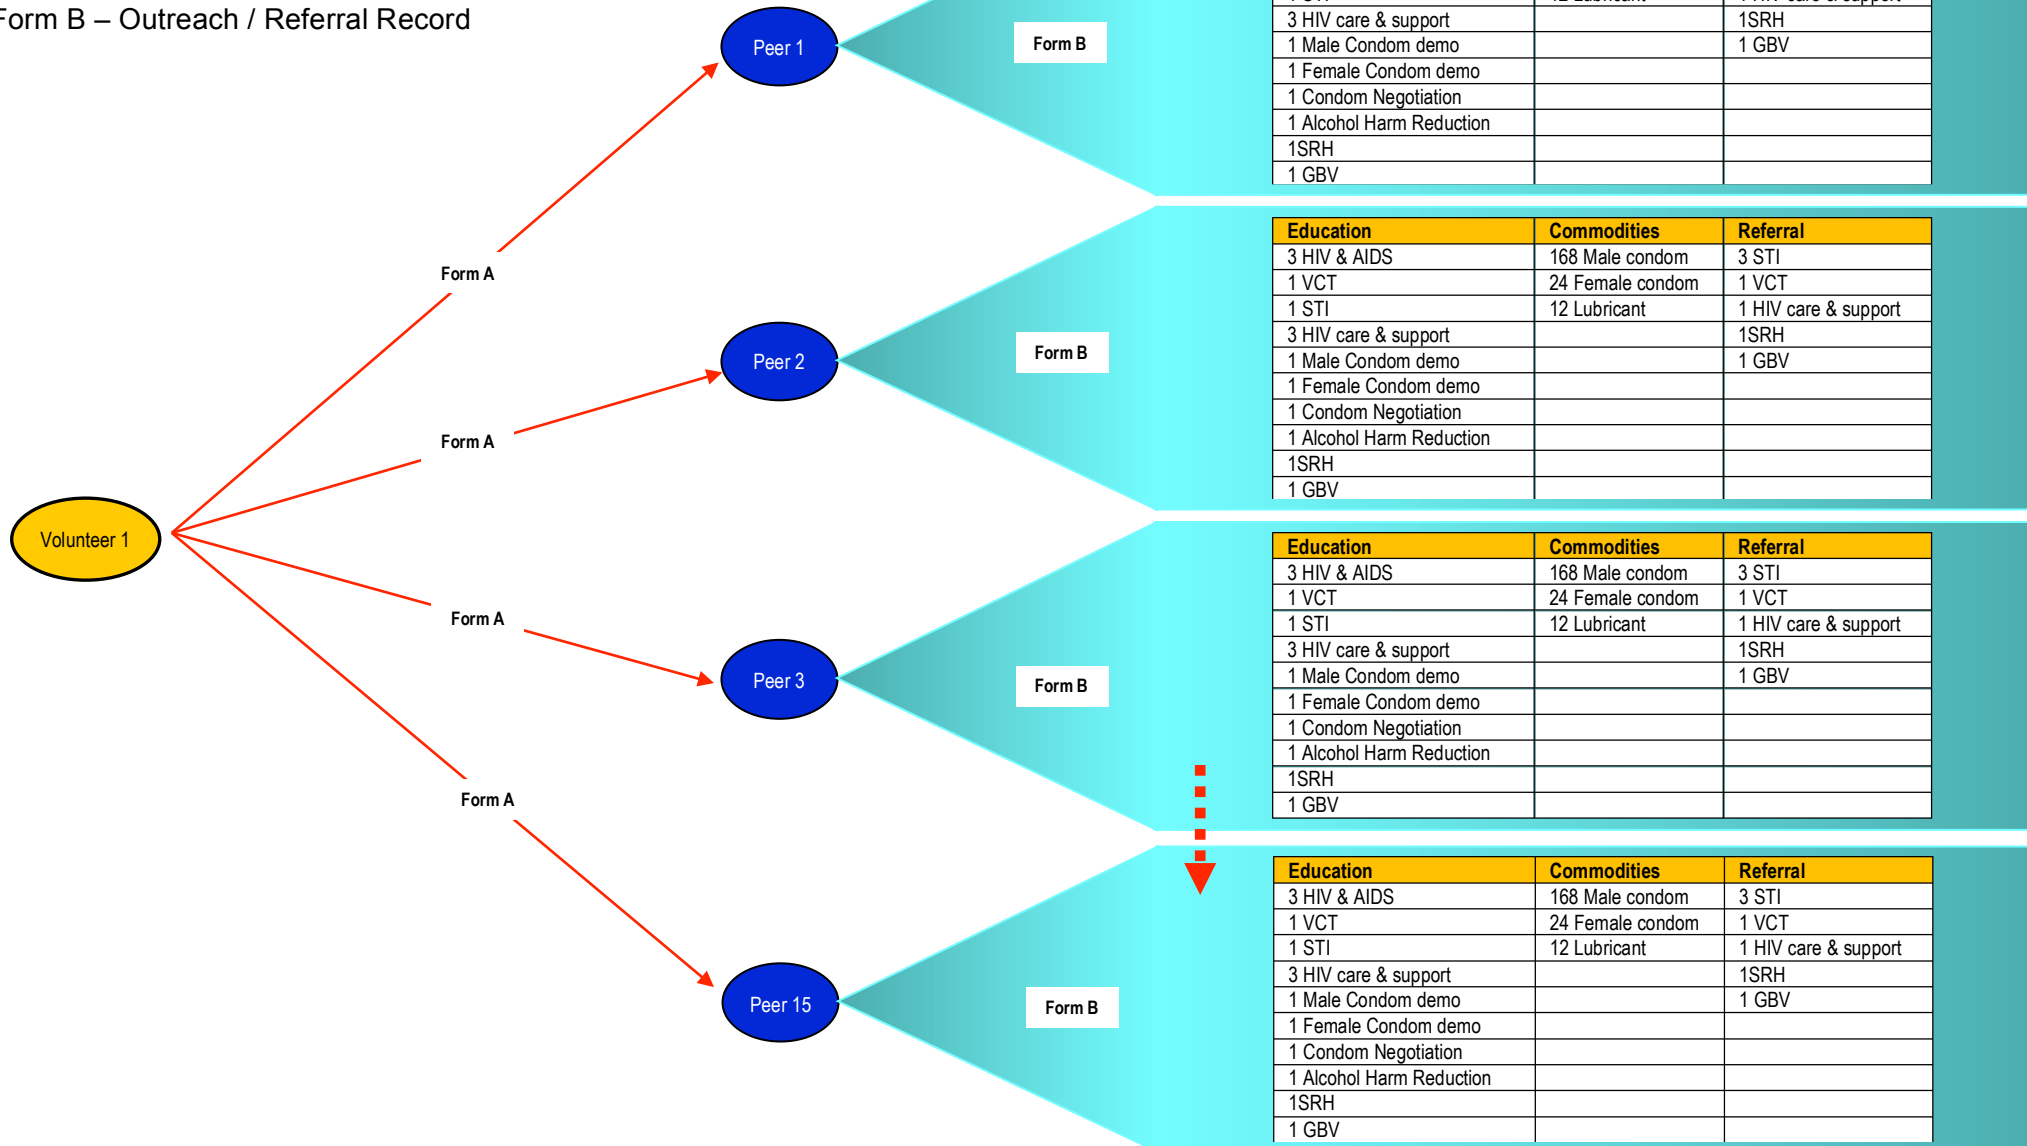 Form B – Outreach / Referral Record
Peer 1
Form B
3 HIV care & support 1SRH
1 Male Condom demo 1 GBV
1 Female Condom demo
1 Condom Negotiation
1 Alcohol Harm Reduction
1SRH
1 GBV
Form A
Peer 2
Form B
Education Commodities Referral
3 HIV & AIDS 168 Male condom 3 STI
1 VCT 24 Female condom 1 VCT
1 STI 12 Lubricant 1 HIV care & support
3 HIV care & support 1SRH
1 Male Condom demo 1 GBV
1 Female Condom demo
1 Condom Negotiation
1 Alcohol Harm Reduction
1SRH
1 GBV
Form A
Volunteer 1
Form A
Peer 3
Form B
Education Commodities Referral
3 HIV & AIDS 168 Male condom 3 STI
1 VCT 24 Female condom 1 VCT
1 STI 12 Lubricant 1 HIV care & support
3 HIV care & support 1SRH
1 Male Condom demo 1 GBV
1 Female Condom demo
1 Condom Negotiation
1 Alcohol Harm Reduction
1SRH
1 GBV
Form A
Peer 15
Form B
Education Commodities Referral
3 HIV & AIDS 168 Male condom 3 STI
1 VCT 24 Female condom 1 VCT
1 STI 12 Lubricant 1 HIV care & support
3 HIV care & support 1SRH
1 Male Condom demo 1 GBV
1 Female Condom demo
1 Condom Negotiation
1 Alcohol Harm Reduction
1SRH
1 GBV